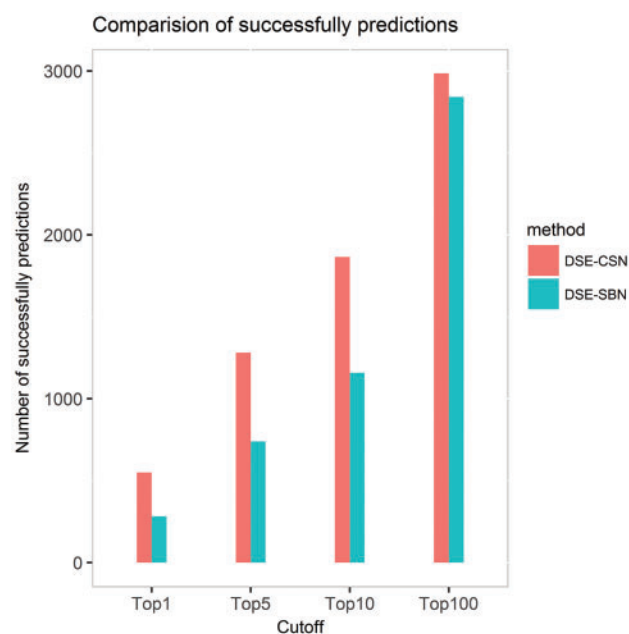 Comparision of successfully predictions
Number of successfully predictions
3000
2000
1000
0
Top1 Top5 Top10 Top100
Cutoff
method
DSE-CSN
DSE-SBN